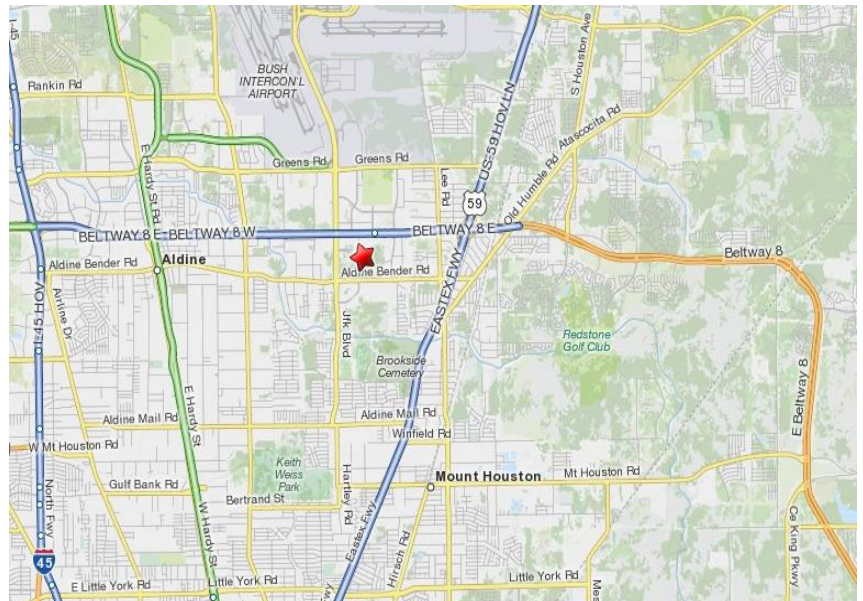 I-45
Rankin Rd
BUSH
INTERCON'L
AIRPORT
US-59 HOV LN
S Houston Ave
Atascocita Rd
E Hardy St Rd
Greens Rd
Greens Rd
Lee Rd
Old Humble Rd
59
BELTWAY 8 E-BELTWAY 8 W
BELTWAY 8 E
Beltway 8
Aldine Bender Rd
Aldine
Aldine Bender Rd
Airline Dr
I-45 HOV
Jfk Blvd
EASTEX FWY
Redstone
Golf Club
Brookside
Cemetery
E Hardy St
E Beltway 8
Aldine Mail Rd
Aldine Mail Rd
Winfield Rd
W Mt Houston Rd
Keith
Weiss
Park
Mount Houston
Mt Houston Rd
Gulf Bank Rd
Bertrand St
Hartley Rd
North Fwy
W Hardy St
Eastex Fwy
Hirsch Rd
Ce King Pkwy
45
E Little York Rd
Little York Rd
wy
Little York Rd
Mes